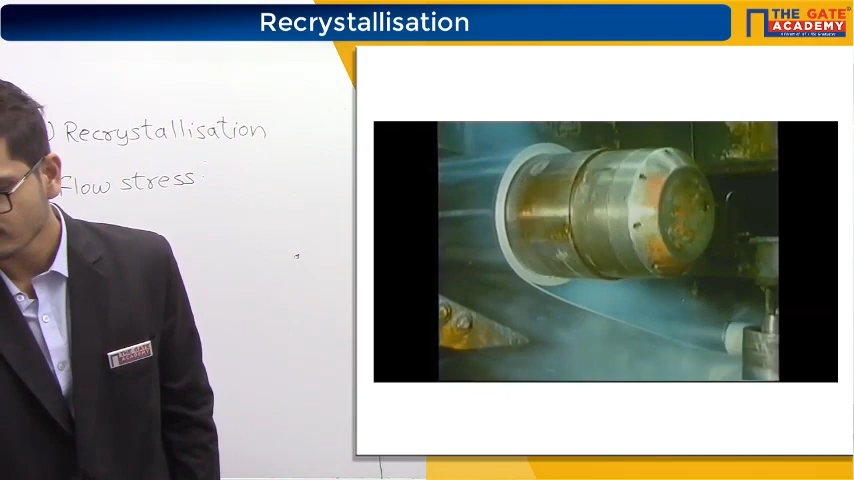 Recrystallisation
THE GATE
ACADEMY
) Recrystallisation
Flow stress